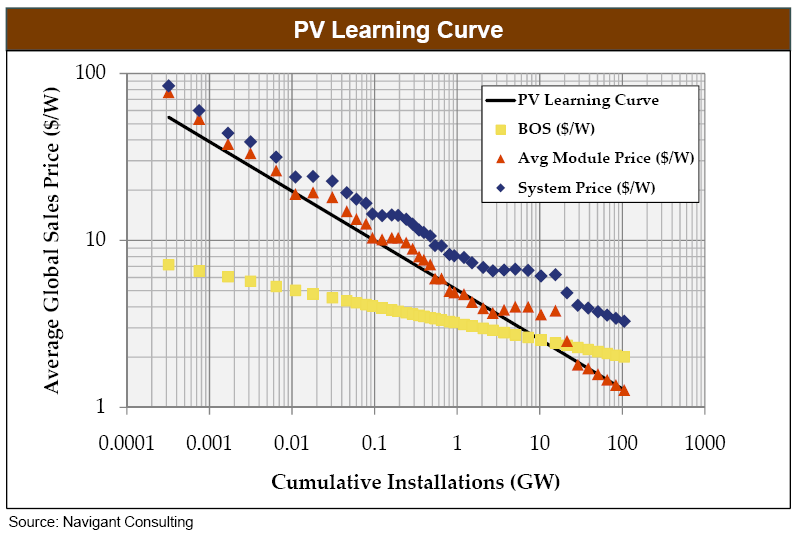 PV Learning Curve
Average Global Sales Price ($/W)
100
10
1
PV Learning Curve
BOS ($/W)
Avg Module Price ($/W)
System Price ($/W)
0.0001 0.001 0.01 0.1 1 10 100 1000
Cumulative Installations (GW)
Source: Navigant Consulting